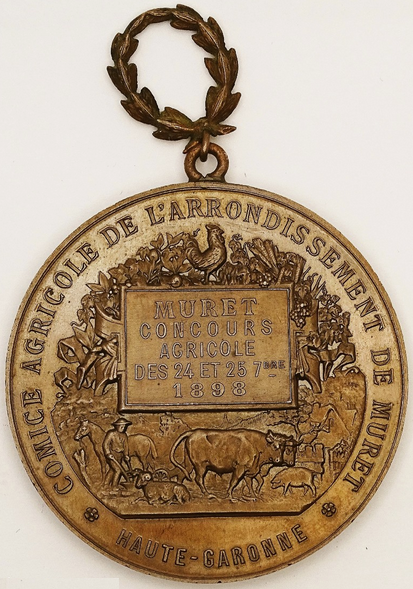 COMICE AGRICOLE DE L'ARRONDISSEMENT DE MURET
MURET
CONCOURS
AGRICOLE
DES 24 ET 25 7BRE
1898
HAUTE-GARONNE